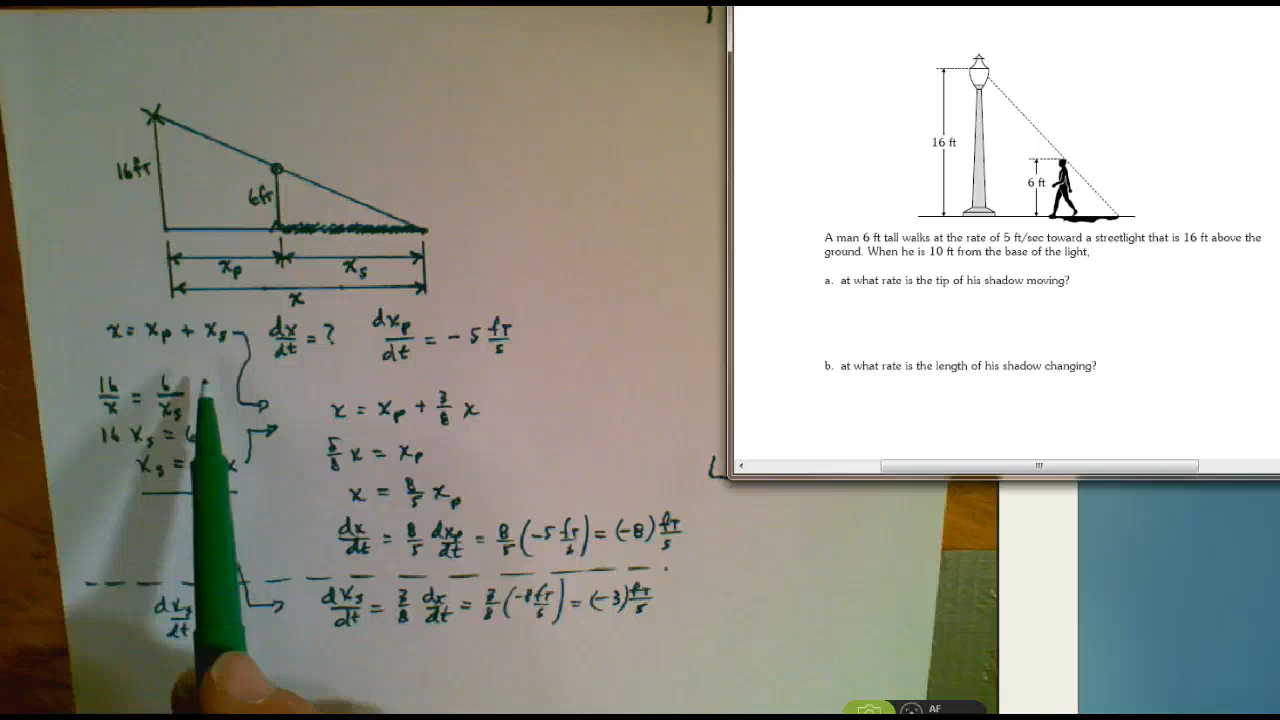 16 ft
6 ft
A man 6 ft tall walks at the rate of 5 ft/sec toward a streetlight that is 16 ft above the
ground. When he is 10 ft from the base of the light,
a. at what rate is the tip of his shadow moving?
b. at what rate is the length of his shadow changing?
16ft
6ft
xp xs
x
x = xp + xs dx/dt = ? dxp/dt = -5 ft/s
16/x = 6/xs
x = xp + 3/8 x
16 xs = 6
5/8 x = xp
xs = x
x = 8/5 xp
dx/dt = 8/5 dxp/dt = 8/5 (-5 ft/s) = (-8) ft/s
dxs/dt
dxs/dt = 3/8 dx/dt = 3/8 (-8 ft/s) = (-3) ft/s
AF